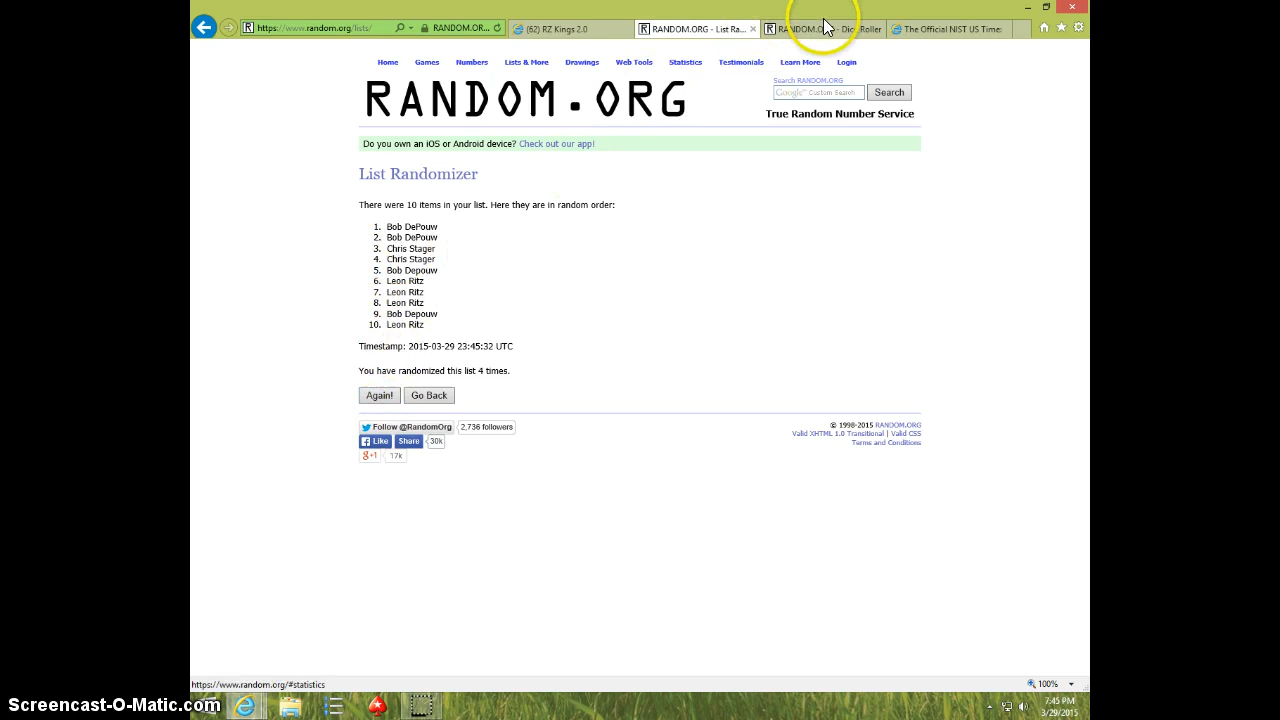 https://www.random.org/lists/ RANDOM.OR... (62) RZ Kings 2.0 RANDOM.ORG - List Ra... The Official NIST US Time:
Home Games Numbers Lists & More Drawings Web Tools Statistics Testimonials Learn More Login
Search RANDOM.ORG
RANDOM.ORG
Google™ Custom Search Search
True Random Number Service
Do you own an iOS or Android device? Check out our app!
List Randomizer
There were 10 items in your list. Here they are in random order:
1. Bob DePouw
2. Bob DePouw
3. Chris Stager
4. Chris Stager
5. Bob Depouw
6. Leon Ritz
7. Leon Ritz
8. Leon Ritz
9. Bob Depouw
10. Leon Ritz
Timestamp: 2015-03-29 23:45:32 UTC
You have randomized this list 4 times.
Again! Go Back
Follow @RandomOrg 2,736 followers
Like Share 30k
g+1 17k
© 1998-2015 RANDOM.ORG
Valid XHTML 1.0 Transitional | Valid CSS
Terms and Conditions
https://www.random.org/#statistics
100%
Screencast-O-Matic.com
7:45 PM
3/29/2015